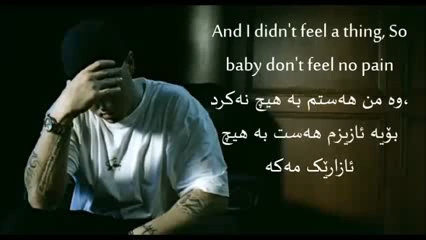 And I didn't feel a thing, So
baby don't feel no pain
وە من هەستم بە هیچ نەکرد،
بۆیە ئازیزم هەست بە هیچ
ئازارێک مەکە